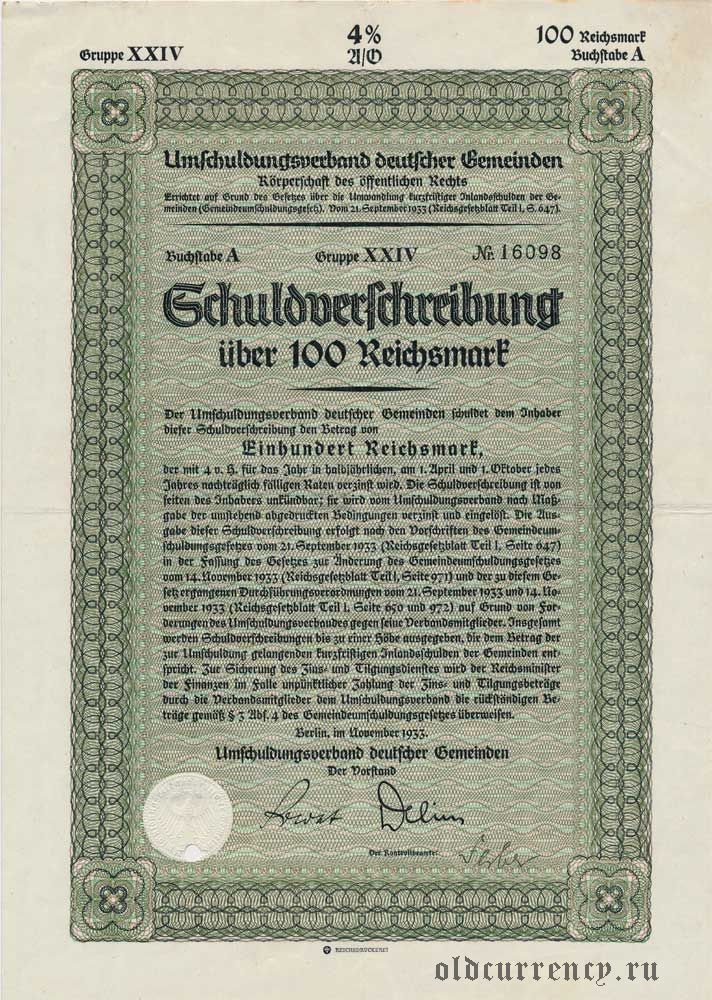 Gruppe XXIV
4%
A/O
100 Reichsmark
Buchstabe A
Umschuldungsverband deutscher Gemeinden
Körperschaft des öffentlichen Rechts
Errichtet auf Grund des Gesetzes über die Umwandlung kurzfristiger Inlandsschulden der Ge-
meinden (Gemeindeumschuldungsgesetz). Vom 21. September 1933 (Reichsgesetzblatt Teil I, S. 647).
Buchstabe A Gruppe XXIV Nr. 16098
Schuldverschreibung
über 100 Reichsmark
Der Umschuldungsverband deutscher Gemeinden schuldet dem Inhaber
dieser Schuldverschreibung den Betrag von
Einhundert Reichsmark,
der mit 4 v. H. für das Jahr in halbjährlichen, am 1. April und 1. Oktober jedes
Jahres nachträglich fälligen Raten verzinst wird. Die Schuldverschreibung ist von
seiten des Inhabers unkündbar; sie wird vom Umschuldungsverband nach Maß-
gabe der umstehend abgedruckten Bedingungen verzinst und eingelöst. Die Aus-
gabe dieser Schuldverschreibung erfolgt nach den Vorschriften des Gemeindeum-
schuldungsgesetzes vom 21. September 1933 (Reichsgesetzblatt Teil I, Seite 647)
in der Fassung des Gesetzes zur Änderung des Gemeindeumschuldungsgesetzes
vom 14. November 1933 (Reichsgesetzblatt Teil I, Seite 971) und der zu diesem Ge-
setz ergangenen Durchführungsverordnungen vom 21. September 1933 und 14. No-
vember 1933 (Reichsgesetzblatt Teil I, Seite 650 und 972) auf Grund von For-
derungen des Umschuldungsverbandes gegen seine Verbandsmitglieder. Insgesamt
werden Schuldverschreibungen bis zu einer Höhe ausgegeben, die dem Betrag der
zur Umschuldung gelangenden kurzfristigen Inlandschulden der Gemeinden ent-
spricht. Zur Sicherung des Zins- und Tilgungsdienstes wird der Reichsminister
der Finanzen im Falle unpünktlicher Zahlung der Zins- und Tilgungsbeträge
durch die Verbandsmitglieder dem Umschuldungsverband die rückständigen Be-
träge gemäß § 3 Abs. 4 des Gemeindeumschuldungsgesetzes überweisen.
Berlin, im November 1933.
Umschuldungsverband deutscher Gemeinden
Der Vorstand
Der Kontrollbeamte:
REICHSDRUCKEREI
oldcurrency.ru